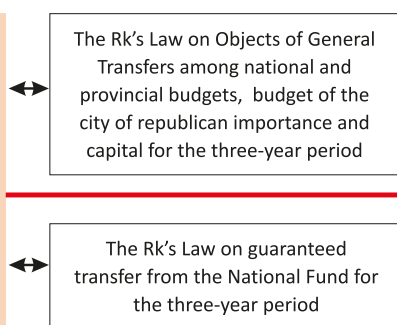 The Rk's Law on Objects of General
Transfers among national and
provincial budgets, budget of the
city of republican importance and
capital for the three-year period
The Rk's Law on guaranteed
transfer from the National Fund for
the three-year period